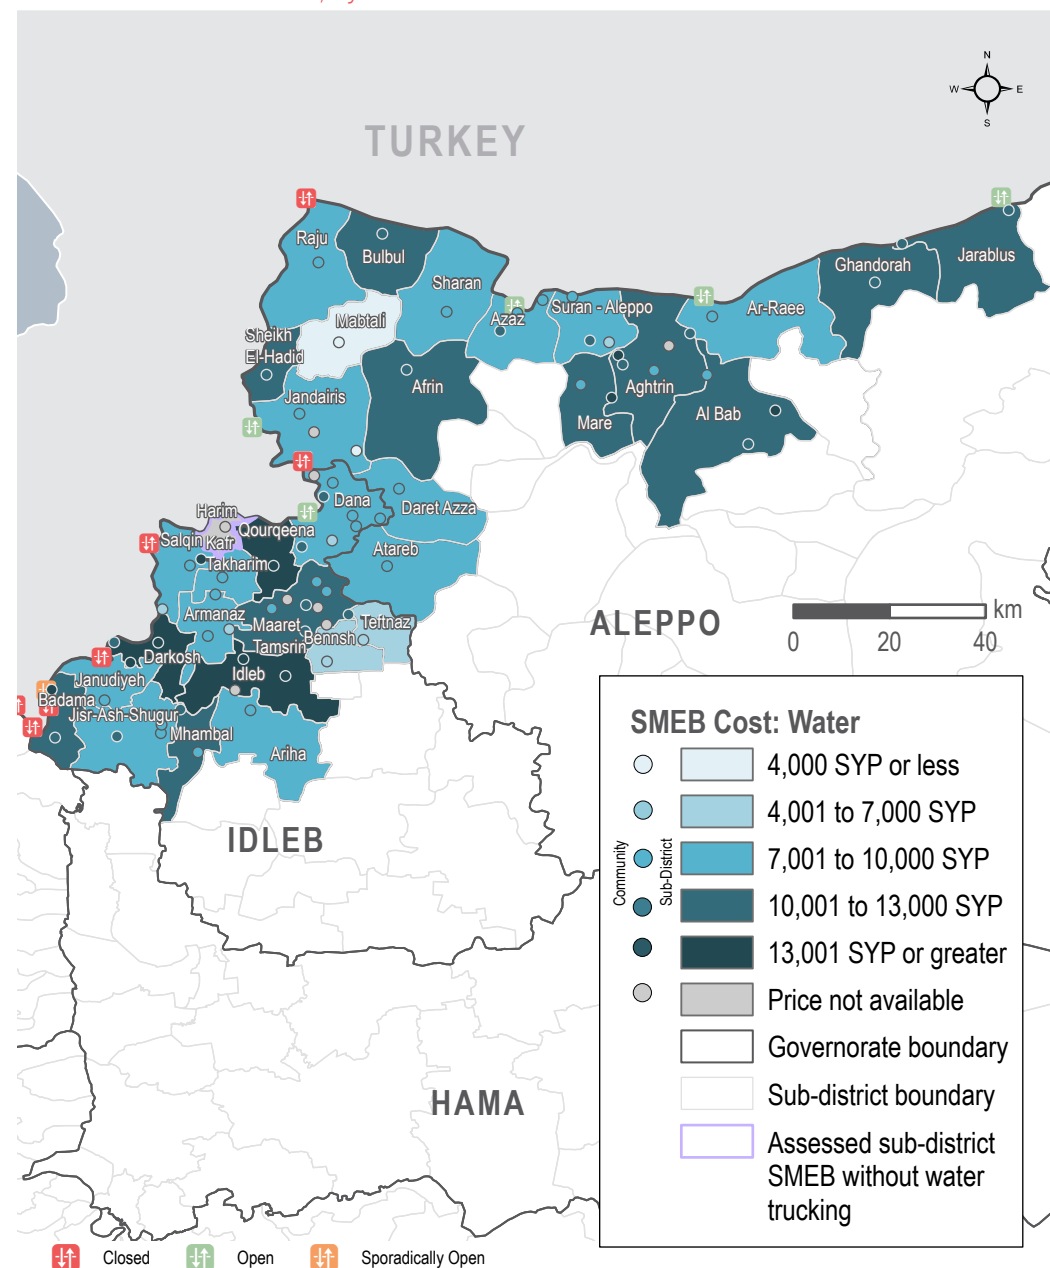 N
W E
S
TURKEY
Raju
Bulbul
Sharan
Mabtali
Sheikh
El-Hadid
Afrin
Jandairis
Azaz
Suran - Aleppo
Ar-Raee
Ghandorah
Jarablus
Aghtrin
Mare
Al Bab
Dana
Daret Azza
Atareb
Harim
Salqin
Kafr
Takharim
Qourqeena
Armanaz
Maaret
Tamsrin
Teftnaz
Bennsh
Darkosh
Idleb
Janudiyeh
Badama
Jisr-Ash-Shugur
Mhambal
Ariha
ALEPPO
IDLEB
HAMA
km
0 20 40
SMEB Cost: Water
Community
Sub-District
4,000 SYP or less
4,001 to 7,000 SYP
7,001 to 10,000 SYP
10,001 to 13,000 SYP
13,001 SYP or greater
Price not available
Governorate boundary
Sub-district boundary
Assessed sub-district
SMEB without water
trucking
Closed Open Sporadically Open